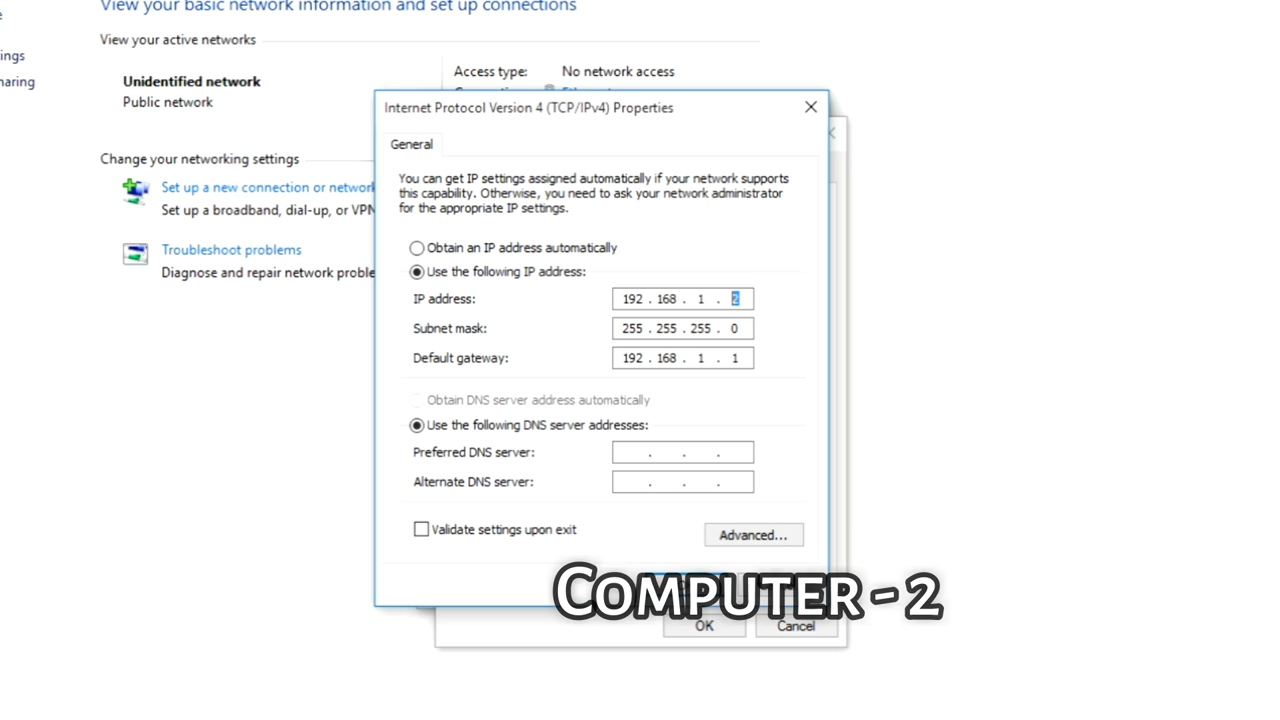 View your basic network information and set up connections
View your active networks
ings
haring
Unidentified network
Public network
Access type: No network access
Internet Protocol Version 4 (TCP/IPv4) Properties
General
You can get IP settings assigned automatically if your network supports
this capability. Otherwise, you need to ask your network administrator
for the appropriate IP settings.
Change your networking settings
Set up a new connection or network
Set up a broadband, dial-up, or VPN
Troubleshoot problems
Diagnose and repair network proble
Obtain an IP address automatically
Use the following IP address:
IP address: 192 . 168 . 1 . 2
Subnet mask: 255 . 255 . 255 . 0
Default gateway: 192 . 168 . 1 . 1
Obtain DNS server address automatically
Use the following DNS server addresses:
Preferred DNS server: . . .
Alternate DNS server: . . .
Validate settings upon exit
Advanced...
Computer - 2
OK Cancel